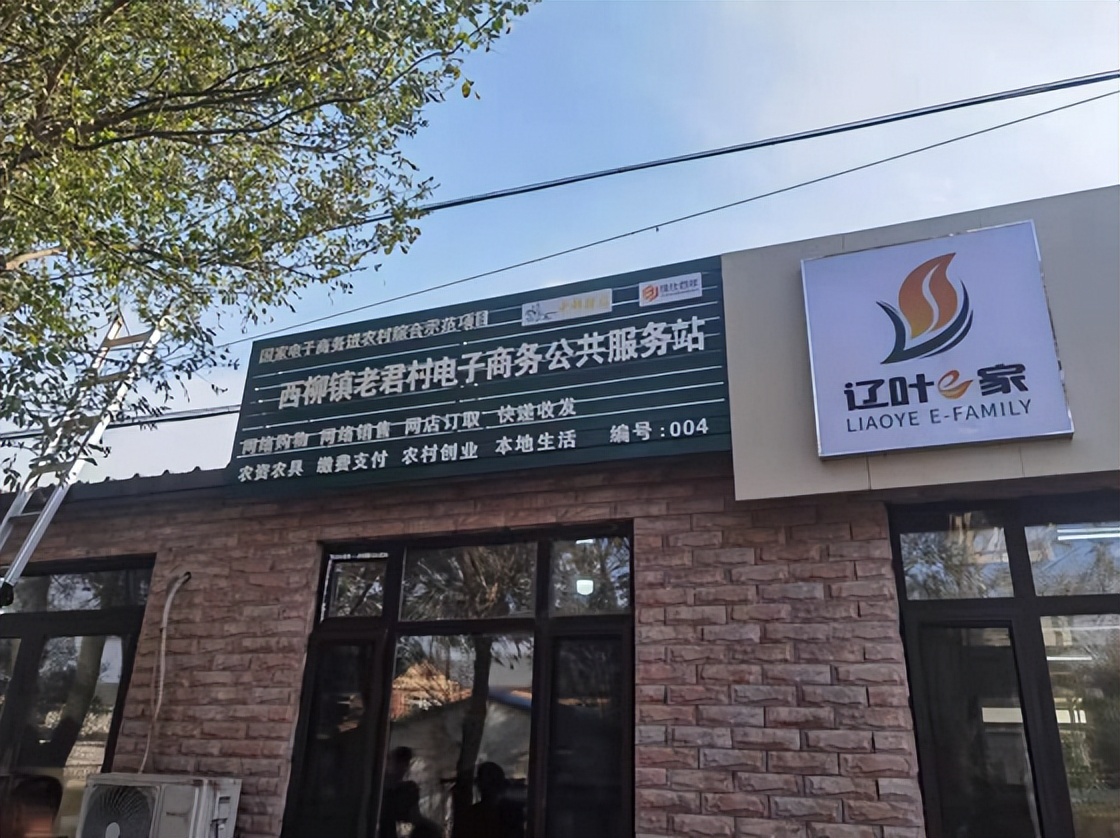 国家电子商务进农村综合示范项目
西柳镇老君村电子商务公共服务站
网络购物 网络销售 网店订取 快递收发
农资农具 缴费支付 农村创业 本地生活 编号:004
辽叶e家
LIAOYE E-FAMILY